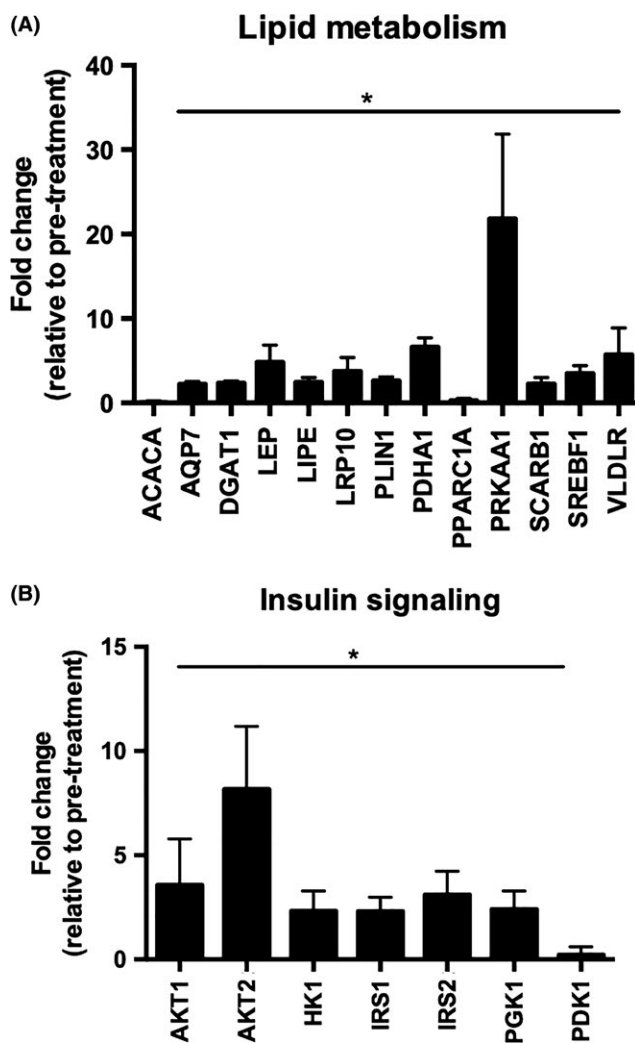 (A)
Lipid metabolism
Fold change
(relative to pre-treatment)
40
30
20
10
0
*
ACACA
AQP7
DGAT1
LEP
LIPE
LRP10
PLIN1
PDHA1
PPARC1A
PRKAA1
SCARB1
SREBF1
VLDLR
(B)
Insulin signaling
Fold change
(relative to pre-treatment)
15
10
5
0
*
AKT1
AKT2
HK1
IRS1
IRS2
PGK1
PDK1